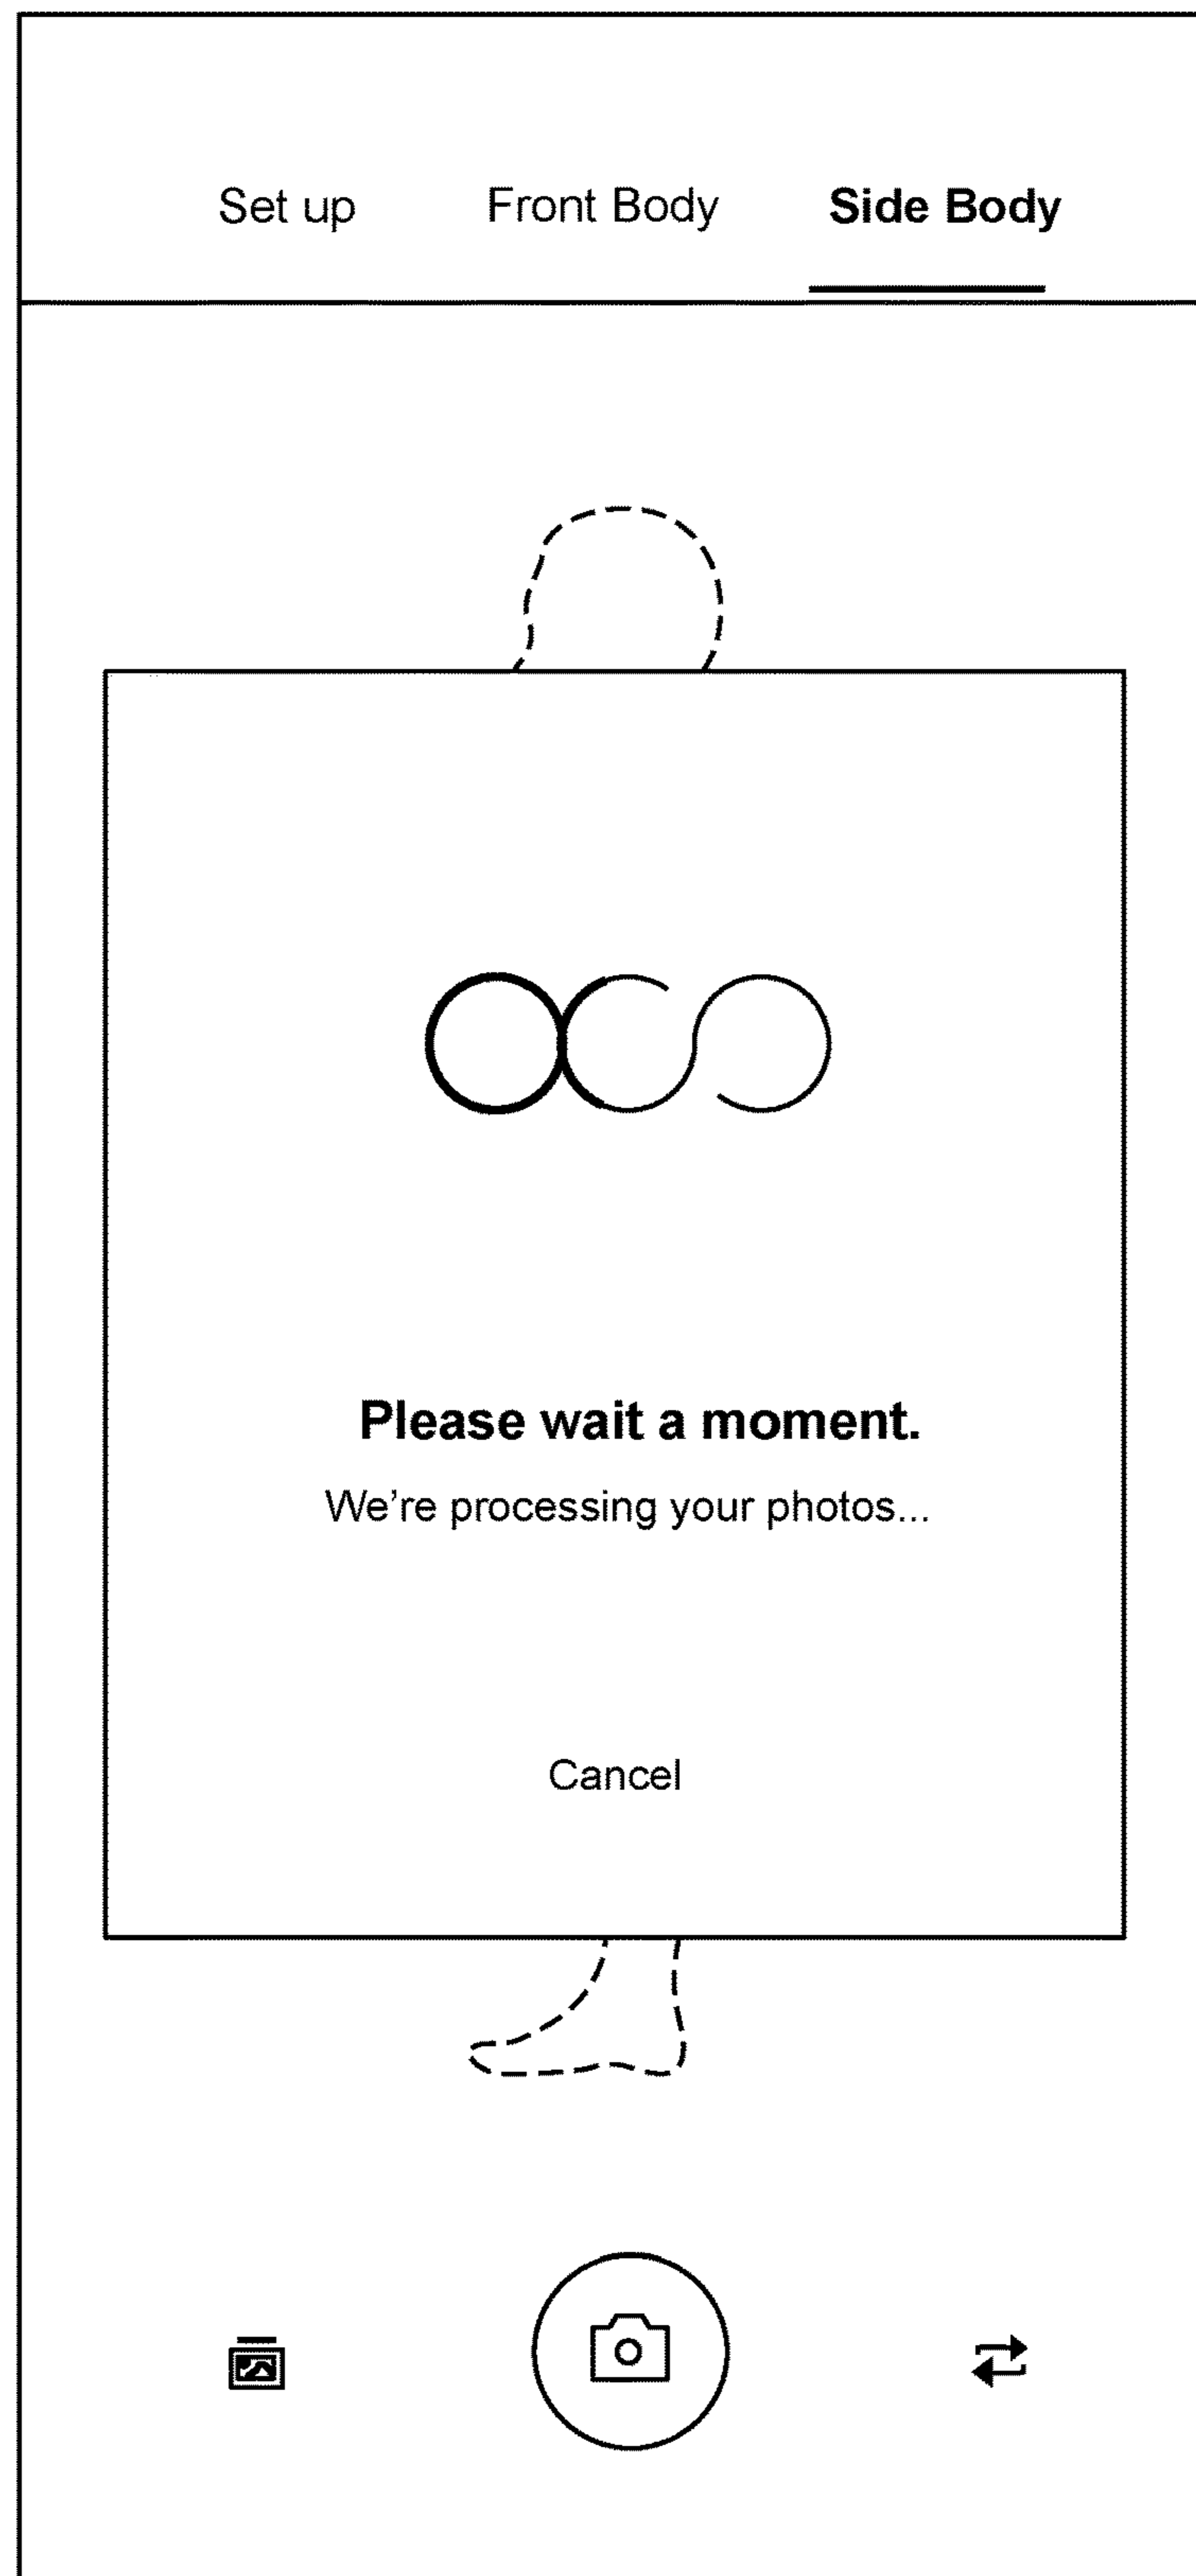 Set up Front Body Side Body
Please wait a moment.
We're processing your photos...
Cancel